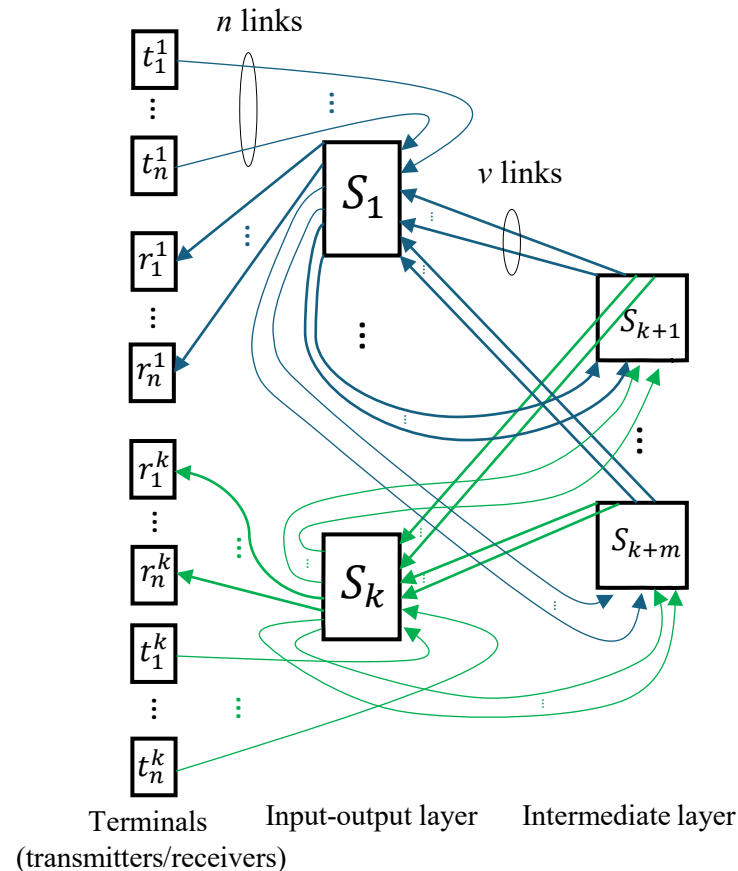 n links
t_1^1
⋮
t_n^1
...
S_1
v links
r_1^1
⋮
r_n^1
S_{k+1}
r_1^k
⋮
r_n^k
S_k
S_{k+m}
t_1^k
⋮
t_n^k
Terminals
(transmitters/receivers)
Input-output layer
Intermediate layer